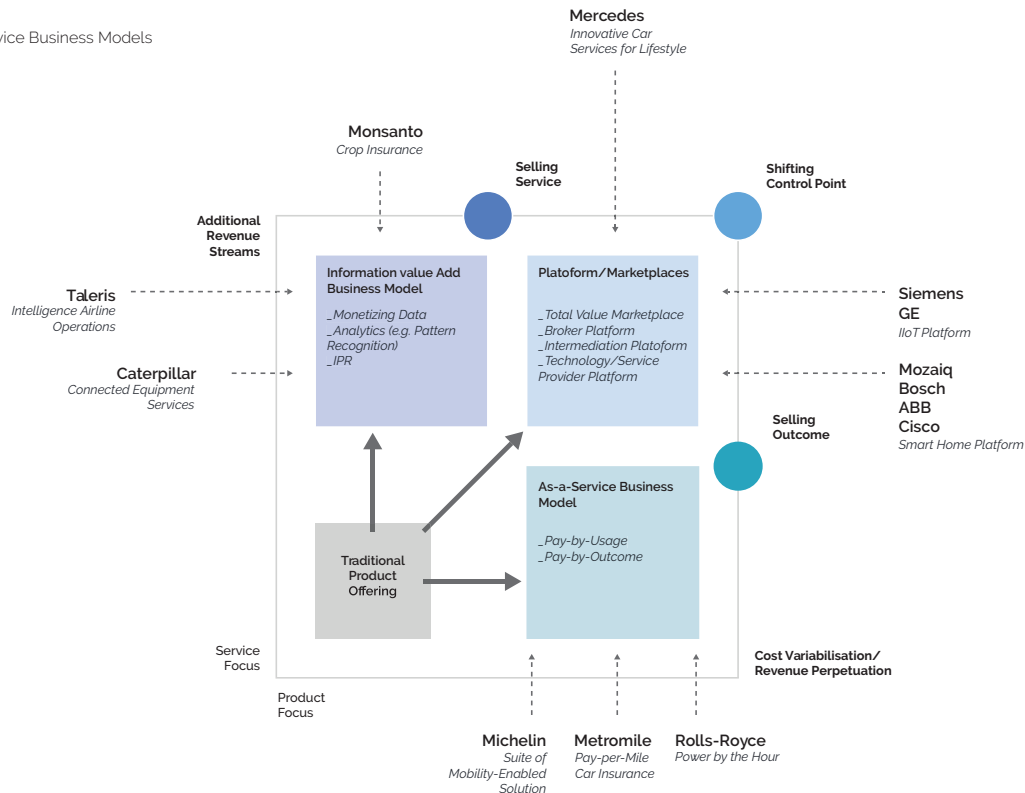 vice Business Models
Mercedes
Innovative Car
Services for Lifestyle
Monsanto
Crop Insurance
Selling
Service
Shifting
Control Point
Additional
Revenue
Streams
Information value Add
Business Model
_Monetizing Data
_Analytics (e.g. Pattern
Recognition)
_IPR
Platoform/Marketplaces
_Total Value Marketplace
_Broker Platform
_Intermediation Platoform
_Technology/Service
Provider Platform
Taleris
Intelligence Airline
Operations
Caterpillar
Connected Equipment
Services
Siemens
GE
IIoT Platform
Mozaiq
Bosch
ABB
Cisco
Smart Home Platform
Selling
Outcome
As-a-Service Business
Model
_Pay-by-Usage
_Pay-by-Outcome
Traditional
Product
Offering
Service
Focus
Product
Focus
Cost Variabilisation/
Revenue Perpetuation
Michelin
Suite of
Mobility-Enabled
Solution
Metromile
Pay-per-Mile
Car Insurance
Rolls-Royce
Power by the Hour